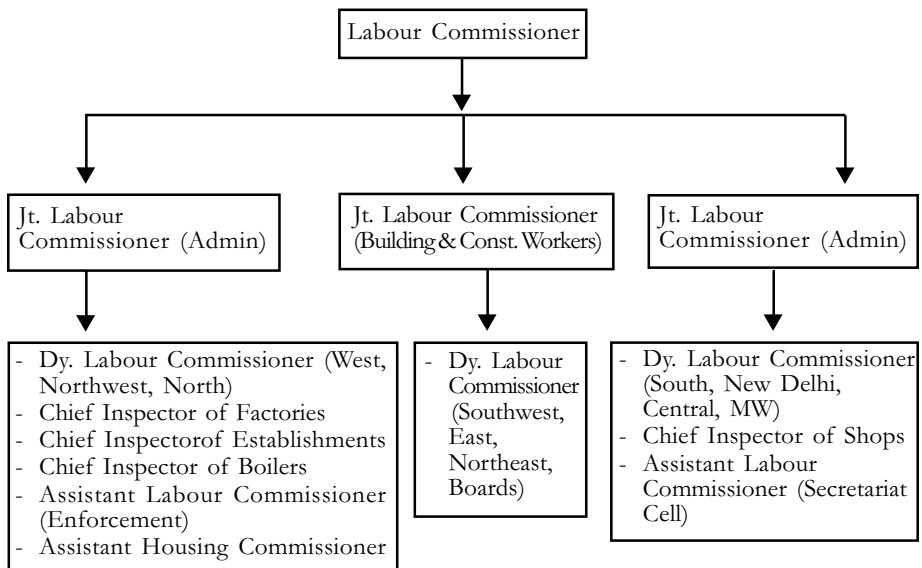 Labour Commissioner
Jt. Labour
Commissioner (Admin)
Jt. Labour Commissioner
(Building & Const. Workers)
Jt. Labour
Commissioner (Admin)
- Dy. Labour Commissioner (West,
Northwest, North)
- Chief Inspector of Factories
- Chief Inspectorof Establishments
- Chief Inspector of Boilers
- Assistant Labour Commissioner
(Enforcement)
- Assistant Housing Commissioner
- Dy. Labour
Commissioner
(Southwest,
East,
Northeast,
Boards)
- Dy. Labour Commissioner
(South, New Delhi,
Central, MW)
- Chief Inspector of Shops
- Assistant Labour
Commissioner (Secretariat
Cell)